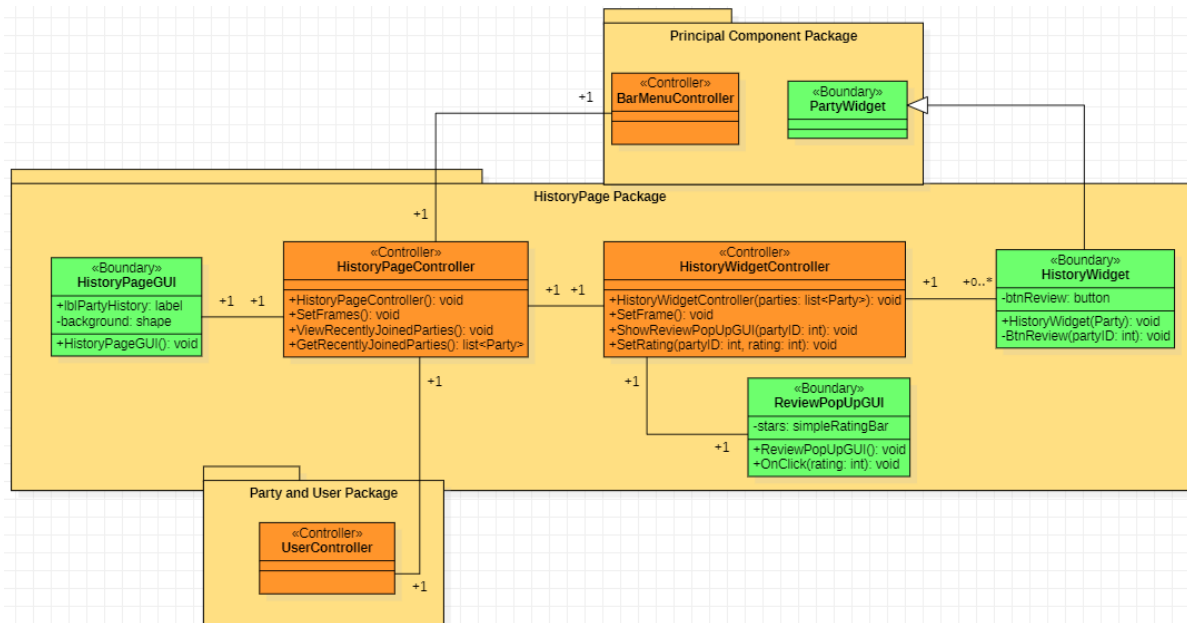 Principal Component Package
«Controller»
BarMenuController
«Boundary»
PartyWidget
+1
HistoryPage Package
+1
«Boundary»
HistoryPageGUI
+lblPartyHistory: label
-background: shape
+HistoryPageGUI(): void
+1
+1
«Controller»
HistoryPageController
+HistoryPageController(): void
+SetFrames(): void
+ViewRecentlyJoinedParties(): void
+GetRecentlyJoinedParties(): list<Party>
+1
+1
«Controller»
HistoryWidgetController
+HistoryWidgetController(parties: list<Party>): void
+SetFrame(): void
+ShowReviewPopUpGUI(partyID: int): void
+SetRating(partyID: int, rating: int): void
+1
+0..*
«Boundary»
HistoryWidget
-btnReview: button
+HistoryWidget(Party): void
-BtnReview(partyID: int): void
+1
+1
«Boundary»
ReviewPopUpGUI
-stars: simpleRatingBar
+ReviewPopUpGUI(): void
+OnClick(rating: int): void
+1
Party and User Package
«Controller»
UserController
+1